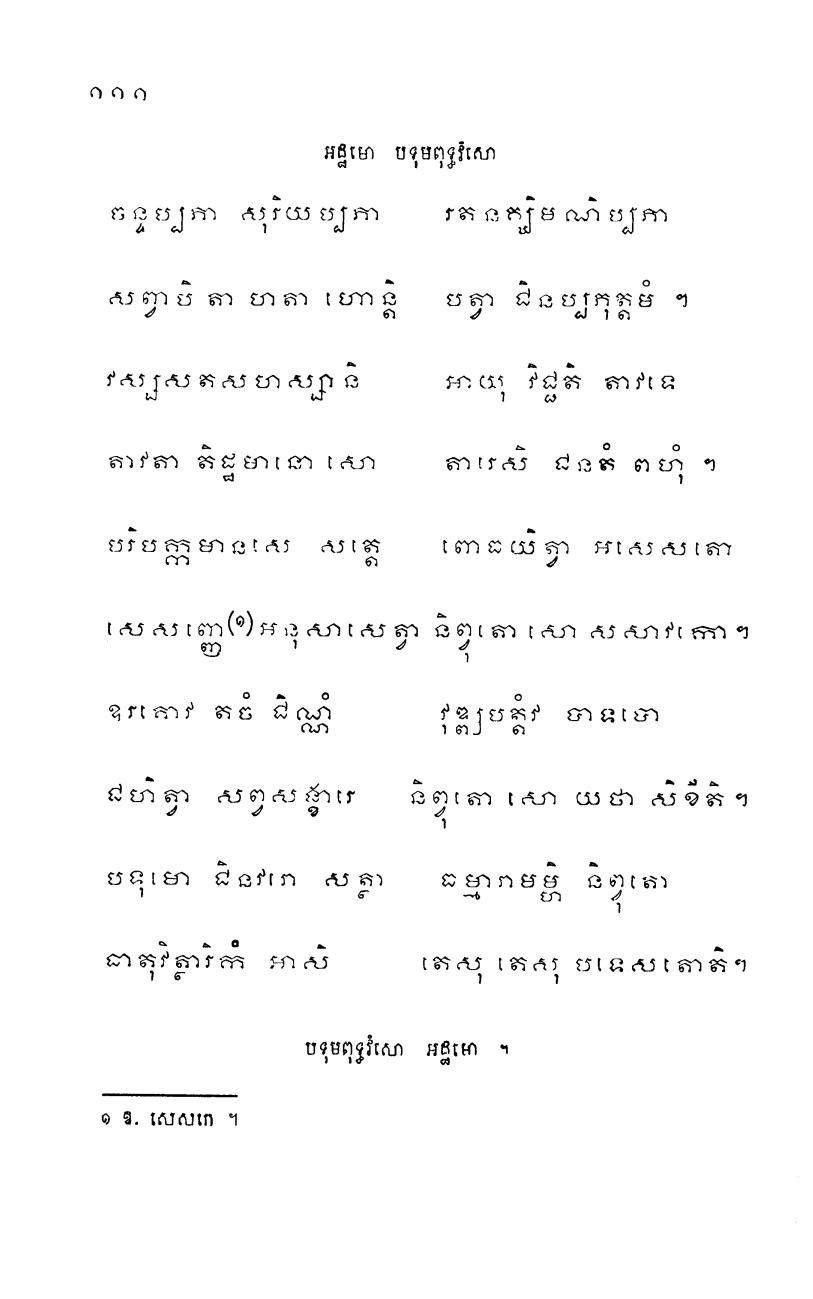 ១១១
អដ្ឋមោ បទុមពុទ្ធវំសោ
ចន្ទប្បភា សុរិយប្បភា រតនគ្ឃិមណិប្បភា
សព្វាបិ តា ហតា ហោន្តិ បត្វា ជិនប្បភុត្តមំ ។
វស្សសតសហស្សានិ អាយុ វិជ្ជតិ តាវទេ
តាវតា តិដ្ឋមានោ សោ តារេសិ ជនតំ ពហុំ ។
បរិបក្កមានសេ សត្តេ ពោធយិត្វា អសេសតោ
សេសញ្ញេ(១)អនុសាសេត្វា និព្វុតោ សោ សសាវកោ។
ឧរគោវ តចំ ជិណ្ណំ វុឌ្ឍបត្តំវ បាទបោ
ជហិត្វា សព្វសង្ខារេ និព្វុតោ សោ យថា សិខីតិ។
បទុមោ ជិនវរោ សត្ថា ធម្មារាមម្ហិ និព្វុតោ
ធាតុវិត្ថារិកំ អាសិ តេសុ តេសុ បទេសតោតិ។
បទុមពុទ្ធវំសោ អដ្ឋមោ ។
១ ឌ. សេសកេ ។